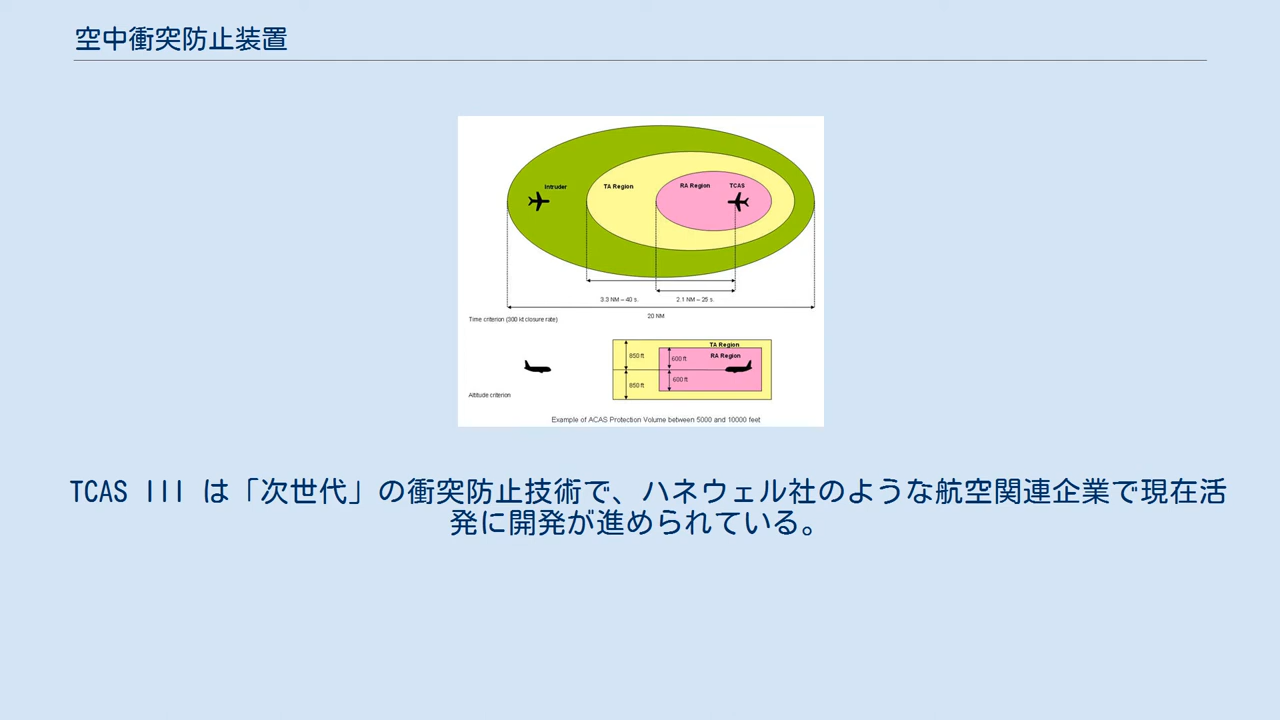 空中衝突防止装置
Intruder
TA Region
RA Region
TCAS
3.3 NM – 40 s.
2.1 NM – 25 s.
20 NM
Time criterion (300 kt closure rate)
TA Region
RA Region
850 ft
600 ft
850 ft
600 ft
Altitude criterion
Example of ACAS Protection Volume between 5000 and 10000 feet
TCAS III は「次世代」の衝突防止技術で、ハネウェル社のような航空関連企業で現在活
発に開発が進められている。